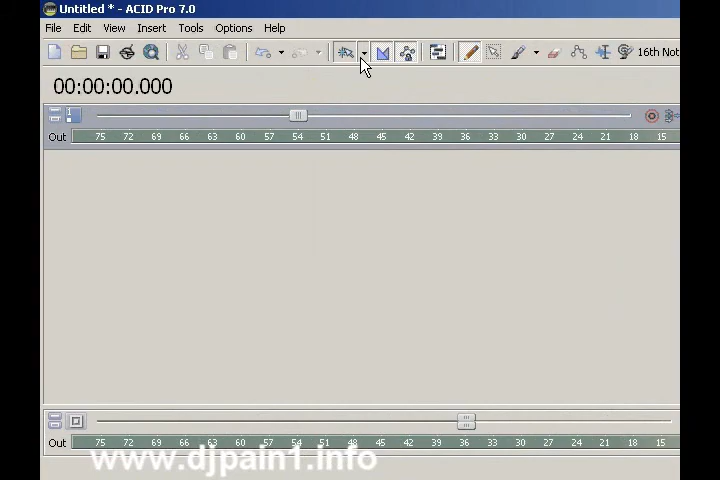 Untitled * - ACID Pro 7.0
File Edit View Insert Tools Options Help
16th Not
00:00:00.000
1
Out 75 72 69 66 63 60 57 54 51 48 45 42 39 36 33 30 27 24 21 18 15
Out 75 72 69 66 63 60 57 54 51 48 45 42 39 36 33 30 27 24 21 18 15
www.djpain1.info